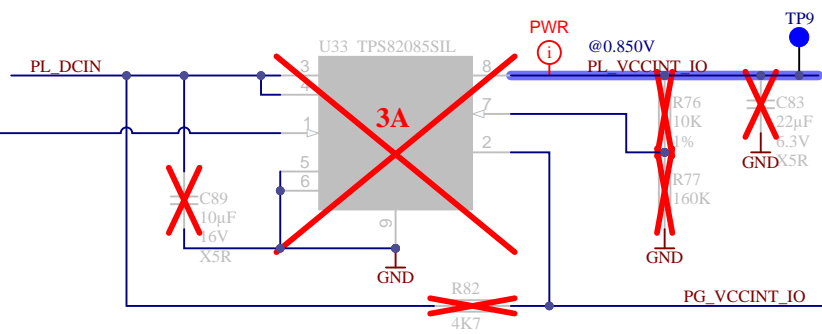 PWR
TP9
U33 TPS82085SIL
@0.850V
PL_DCIN
3
8
PL_VCCINT_IO
4
3A
7
R76
10K
1%
C83
22µF
6.3V
X5R
1
2
GND
5
6
C89
10µF
16V
X5R
R77
160K
9
GND
GND
R82
4K7
PG_VCCINT_IO
i